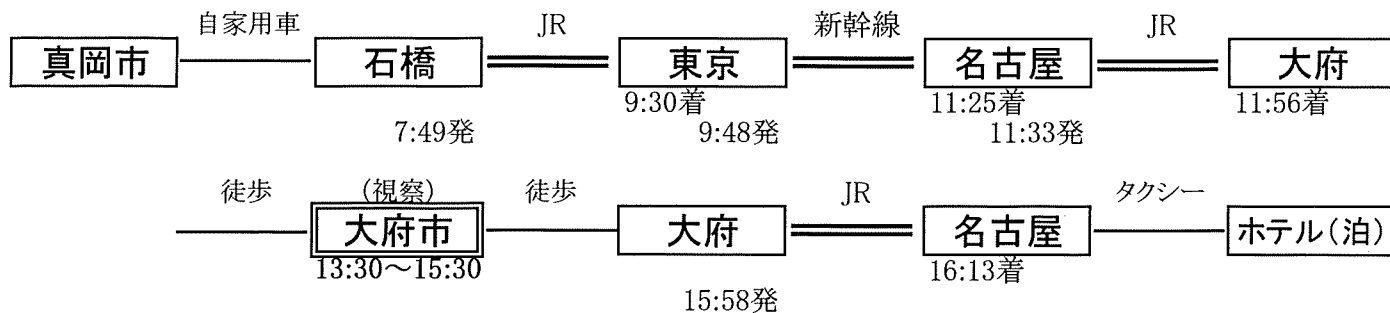 自家用車 JR 新幹線 JR
真岡市 石橋 東京 名古屋 大府
9:30着 11:25着 11:56着
7:49発 9:48発 11:33発
徒歩 (視察) 徒歩 JR タクシー
大府市 大府 名古屋 ホテル(泊)
13:30～15:30 16:13着
15:58発